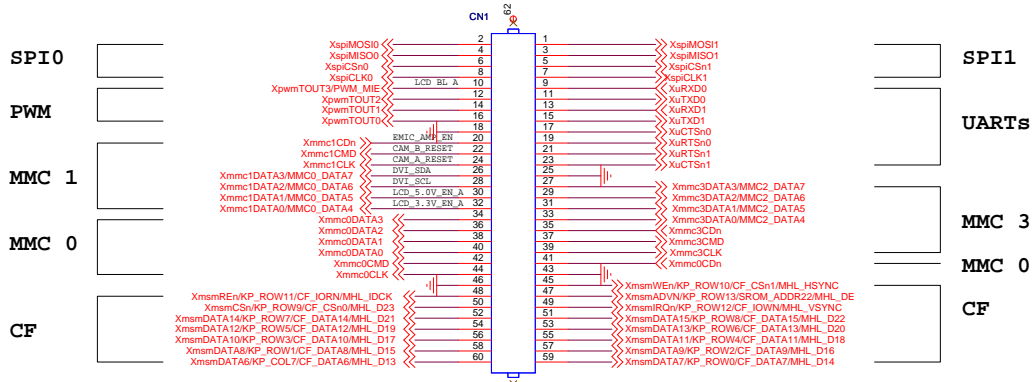 CN1
62
SPI0
PWM
MMC 1
MMC 0
CF
XspiMOSI0 2 1 XspiMOSI1
XspiMISO0 4 3 XspiMISO1
XspiCSn0 6 5 XspiCSn1
XspiCLK0 8 7 XspiCLK1
XpwmTOUT3/PWM_MIE LCD_BL_A 10 9 XuRXD0
XpwmTOUT2 12 11 XuTXD0
XpwmTOUT1 14 13 XuRXD1
XpwmTOUT0 16 15 XuTXD1
18 17 XuCTSn0
Xmmc1CDn EMIC_AMP_EN 20 19 XuRTSn0
Xmmc1CMD CAM_B_RESET 22 21 XuRTSn1
Xmmc1CLK CAM_A_RESET 24 23 XuCTSn1
Xmmc1DATA3/MMC0_DATA7 DVI_SDA 26 25
Xmmc1DATA2/MMC0_DATA6 DVI_SCL 28 27 Xmmc3DATA3/MMC2_DATA7
Xmmc1DATA1/MMC0_DATA5 LCD_5.0V_EN_A 30 29 Xmmc3DATA2/MMC2_DATA6
Xmmc1DATA0/MMC0_DATA4 LCD_3.3V_EN_A 32 31 Xmmc3DATA1/MMC2_DATA5
Xmmc0DATA3 34 33 Xmmc3DATA0/MMC2_DATA4
Xmmc0DATA2 36 35 Xmmc3CDn
Xmmc0DATA1 38 37 Xmmc3CMD
Xmmc0DATA0 40 39 Xmmc3CLK
Xmmc0CMD 42 41 Xmmc0CDn
Xmmc0CLK 44 43
46 45 XmsmWEn/KP_ROW10/CF_CSn1/MHL_HSYNC
XmsmREn/KP_ROW11/CF_IORN/MHL_IDCK 48 47 XmsmADVN/KP_ROW13/SROM_ADDR22/MHL_DE
XmsmCSn/KP_ROW9/CF_CSn0/MHL_D23 50 49 XmsmIRQn/KP_ROW12/CF_IOWN/MHL_VSYNC
XmsmDATA14/KP_ROW7/CF_DATA14/MHL_D21 52 51 XmsmDATA15/KP_ROW8/CF_DATA15/MHL_D22
XmsmDATA12/KP_ROW5/CF_DATA12/MHL_D19 54 53 XmsmDATA13/KP_ROW6/CF_DATA13/MHL_D20
XmsmDATA10/KP_ROW3/CF_DATA10/MHL_D17 56 55 XmsmDATA11/KP_ROW4/CF_DATA11/MHL_D18
XmsmDATA8/KP_ROW1/CF_DATA8/MHL_D15 58 57 XmsmDATA9/KP_ROW2/CF_DATA9/MHL_D16
XmsmDATA6/KP_COL7/CF_DATA6/MHL_D13 60 59 XmsmDATA7/KP_ROW0/CF_DATA7/MHL_D14
SPI1
UARTs
MMC 3
MMC 0
CF